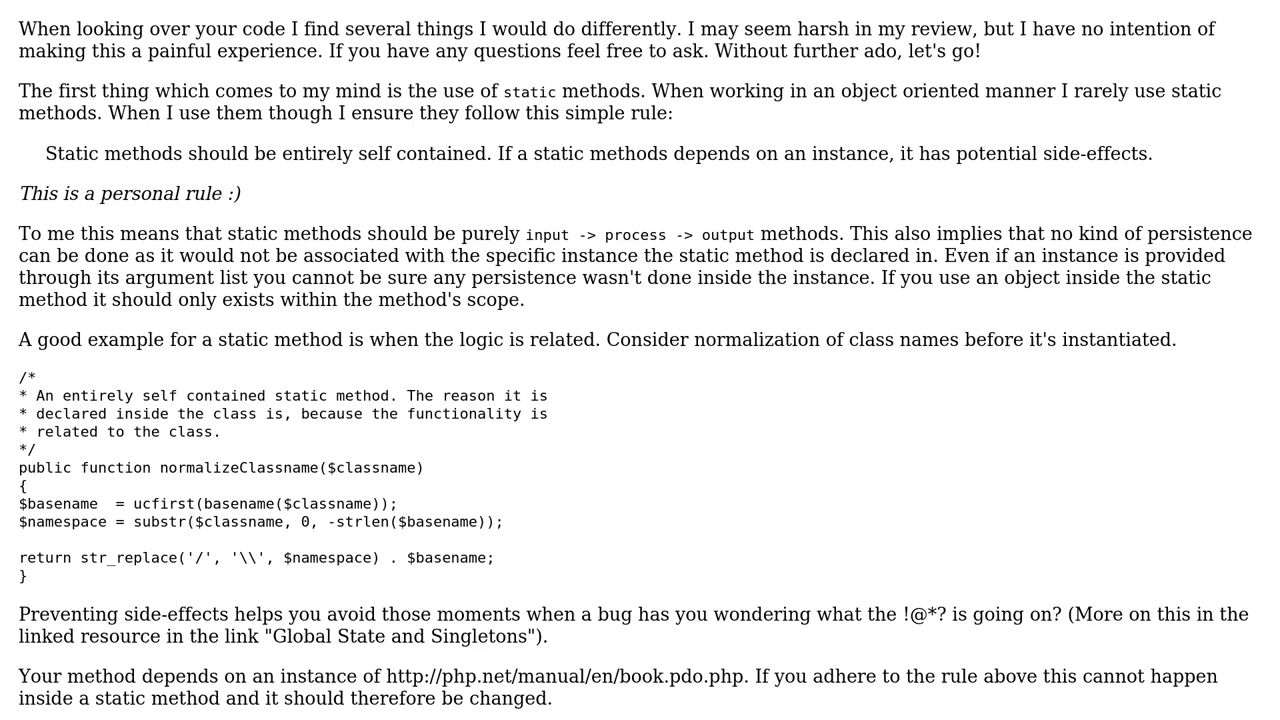 When looking over your code I find several things I would do differently. I may seem harsh in my review, but I have no intention of
making this a painful experience. If you have any questions feel free to ask. Without further ado, let's go!
The first thing which comes to my mind is the use of static methods. When working in an object oriented manner I rarely use static
methods. When I use them though I ensure they follow this simple rule:
Static methods should be entirely self contained. If a static methods depends on an instance, it has potential side-effects.
This is a personal rule :)
To me this means that static methods should be purely input -> process -> output methods. This also implies that no kind of persistence
can be done as it would not be associated with the specific instance the static method is declared in. Even if an instance is provided
through its argument list you cannot be sure any persistence wasn't done inside the instance. If you use an object inside the static
method it should only exists within the method's scope.
A good example for a static method is when the logic is related. Consider normalization of class names before it's instantiated.
/*
* An entirely self contained static method. The reason it is
* declared inside the class is, because the functionality is
* related to the class.
*/
public function normalizeClassname($classname)
{
$basename  = ucfirst(basename($classname));
$namespace = substr($classname, 0, -strlen($basename));
return str_replace('/', '\\', $namespace) . $basename;
}
Preventing side-effects helps you avoid those moments when a bug has you wondering what the !@*? is going on? (More on this in the
linked resource in the link "Global State and Singletons").
Your method depends on an instance of http://php.net/manual/en/book.pdo.php. If you adhere to the rule above this cannot happen
inside a static method and it should therefore be changed.